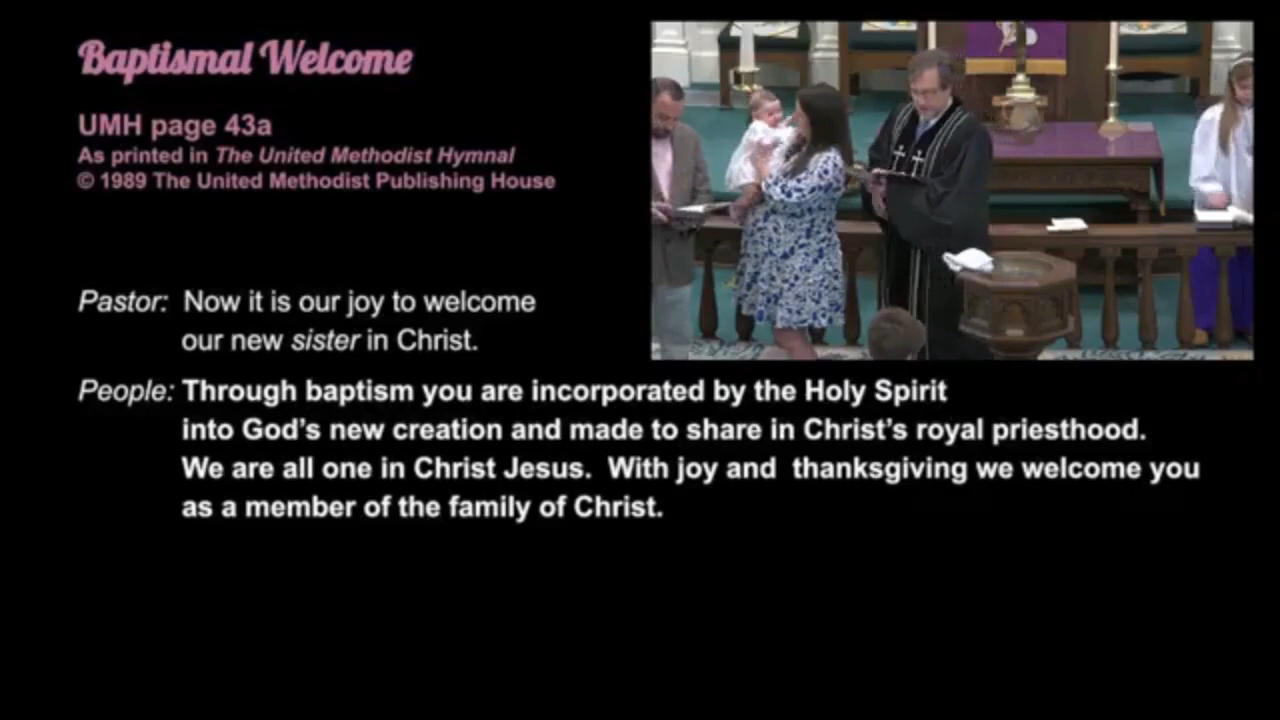 Baptismal Welcome
UMH page 43a
As printed in The United Methodist Hymnal
© 1989 The United Methodist Publishing House
Pastor: Now it is our joy to welcome
our new sister in Christ.
People: Through baptism you are incorporated by the Holy Spirit
into God’s new creation and made to share in Christ’s royal priesthood.
We are all one in Christ Jesus. With joy and thanksgiving we welcome you
as a member of the family of Christ.